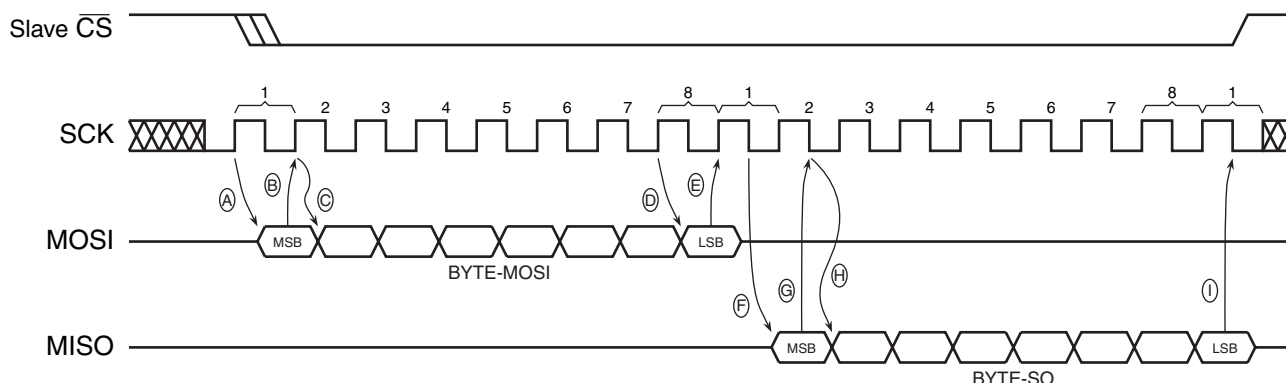 Slave CS
1 2 3 4 5 6 7 8 1 2 3 4 5 6 7 8 1
SCK
A B C D E
MOSI MSB LSB
BYTE-MOSI
F G H I
MISO MSB LSB
BYTE-SO